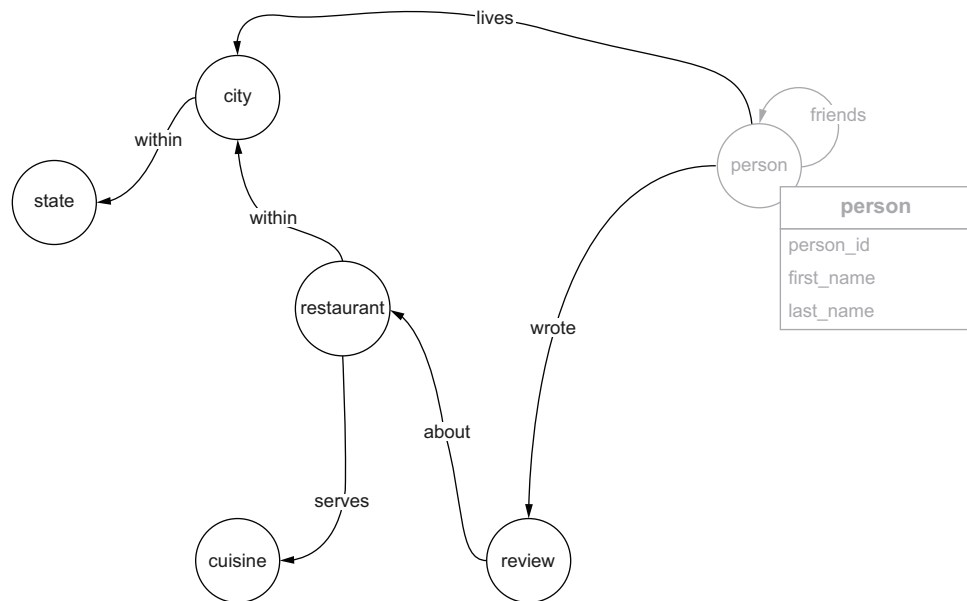 lives
city
friends
within
person
state
person
within
person_id
first_name
restaurant
last_name
wrote
about
serves
cuisine
review